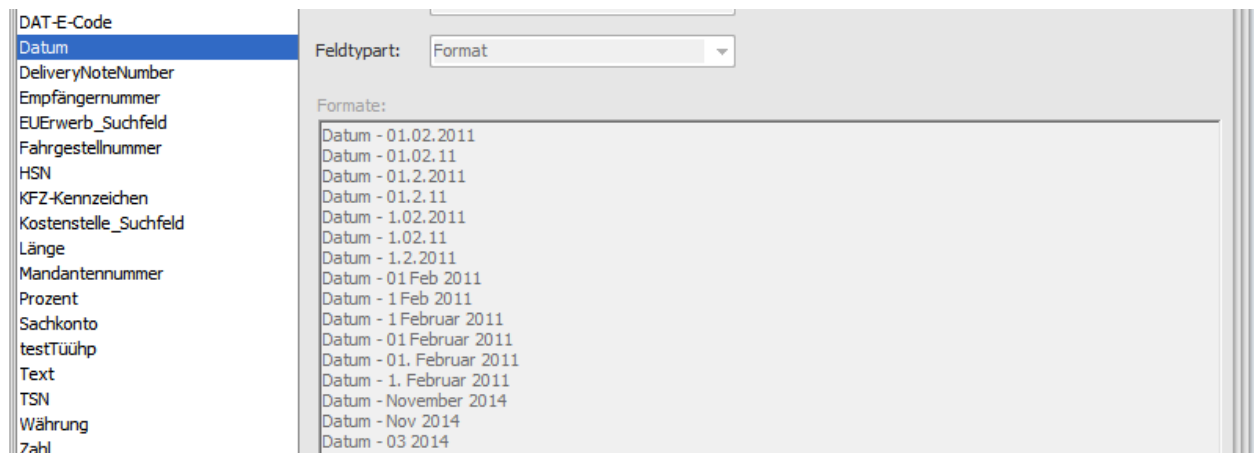 DAT-E-Code
Datum
DeliveryNoteNumber
Empfängernummer
EUErwerb_Suchfeld
Fahrgestellnummer
HSN
KFZ-Kennzeichen
Kostenstelle_Suchfeld
Länge
Mandantennummer
Prozent
Sachkonto
testTüühp
Text
TSN
Währung
Zahl
Feldtypart: Format
Formate:
Datum - 01.02.2011
Datum - 01.02.11
Datum - 01.2.2011
Datum - 01.2.11
Datum - 1.02.2011
Datum - 1.02.11
Datum - 1.2.2011
Datum - 01 Feb 2011
Datum - 1 Feb 2011
Datum - 1 Februar 2011
Datum - 01 Februar 2011
Datum - 01. Februar 2011
Datum - 1. Februar 2011
Datum - November 2014
Datum - Nov 2014
Datum - 03 2014